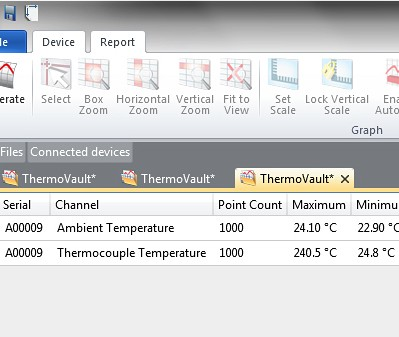 le Device Report
erate Select Box Zoom Horizontal Zoom Vertical Zoom Fit to View Set Scale Lock Vertical Scale Ena Auto
Graph
Files Connected devices
ThermoVault* ThermoVault* ThermoVault*
Serial Channel Point Count Maximum Minimu
A00009 Ambient Temperature 1000 24.10 °C 22.90 °C
A00009 Thermocouple Temperature 1000 240.5 °C 24.8 °C